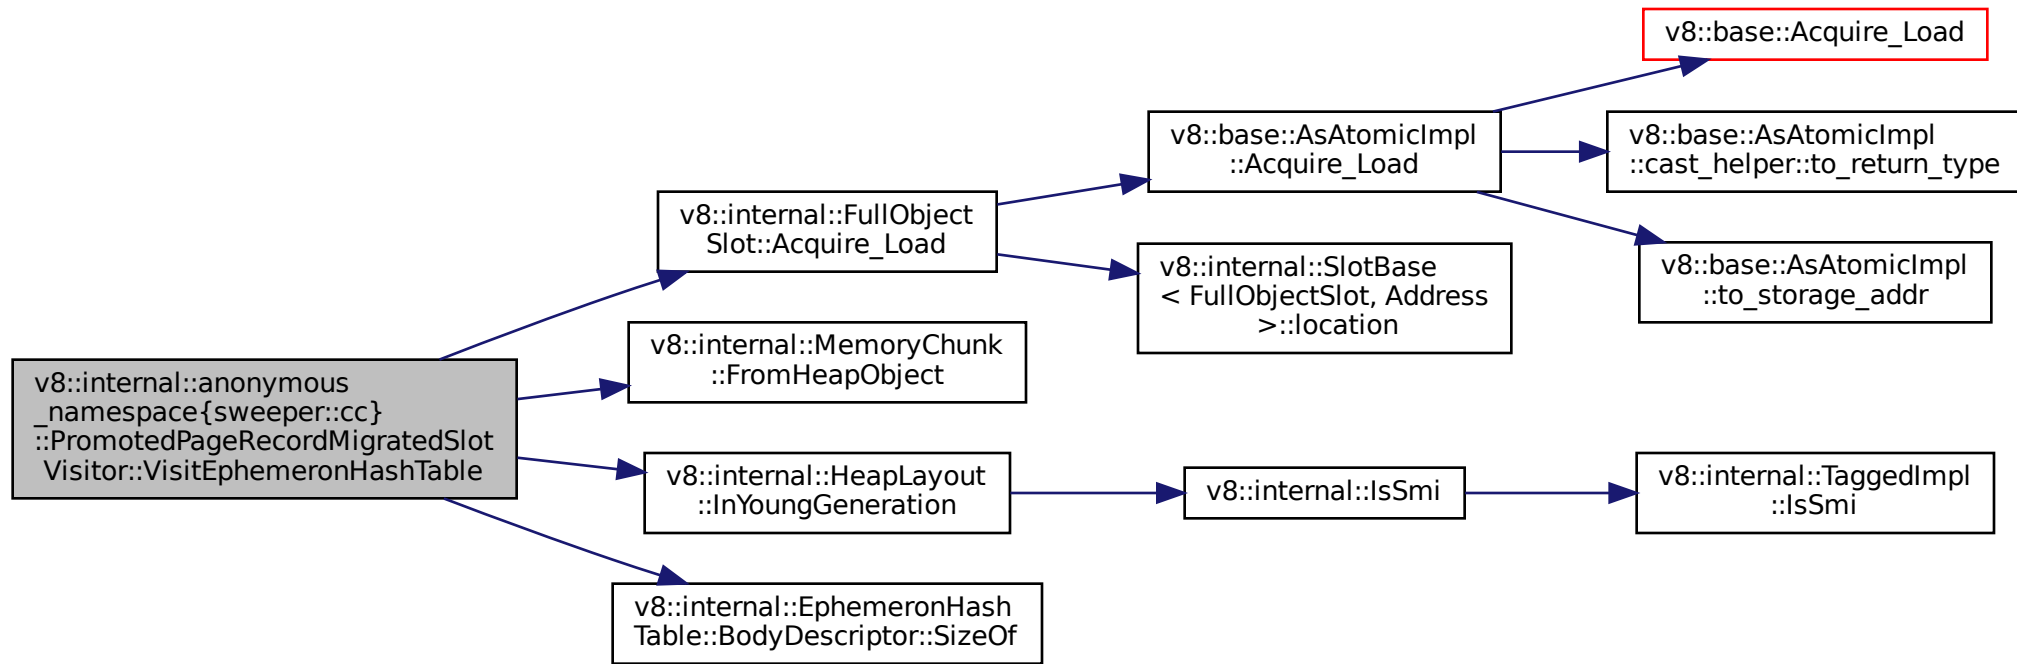 v8::internal::anonymous
_namespace{sweeper::cc}
::PromotedPageRecordMigratedSlot
Visitor::VisitEphemeronHashTable
v8::internal::FullObject
Slot::Acquire_Load
v8::base::AsAtomicImpl
::Acquire_Load
v8::base::Acquire_Load
v8::base::AsAtomicImpl
::cast_helper::to_return_type
v8::base::AsAtomicImpl
::to_storage_addr
v8::internal::SlotBase
< FullObjectSlot, Address
>::location
v8::internal::MemoryChunk
::FromHeapObject
v8::internal::HeapLayout
::InYoungGeneration
v8::internal::IsSmi
v8::internal::TaggedImpl
::IsSmi
v8::internal::EphemeronHash
Table::BodyDescriptor::SizeOf